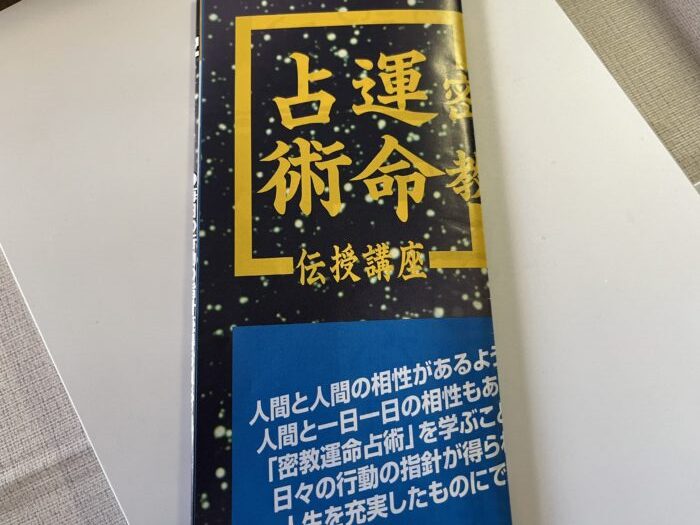 密教
運命
占術
伝授講座
人間と人間の相性があるよう
人間と一日一日の相性もあ
「密教運命占術」を学ぶこと
日々の行動の指針が得られ
人生を充実したものにで